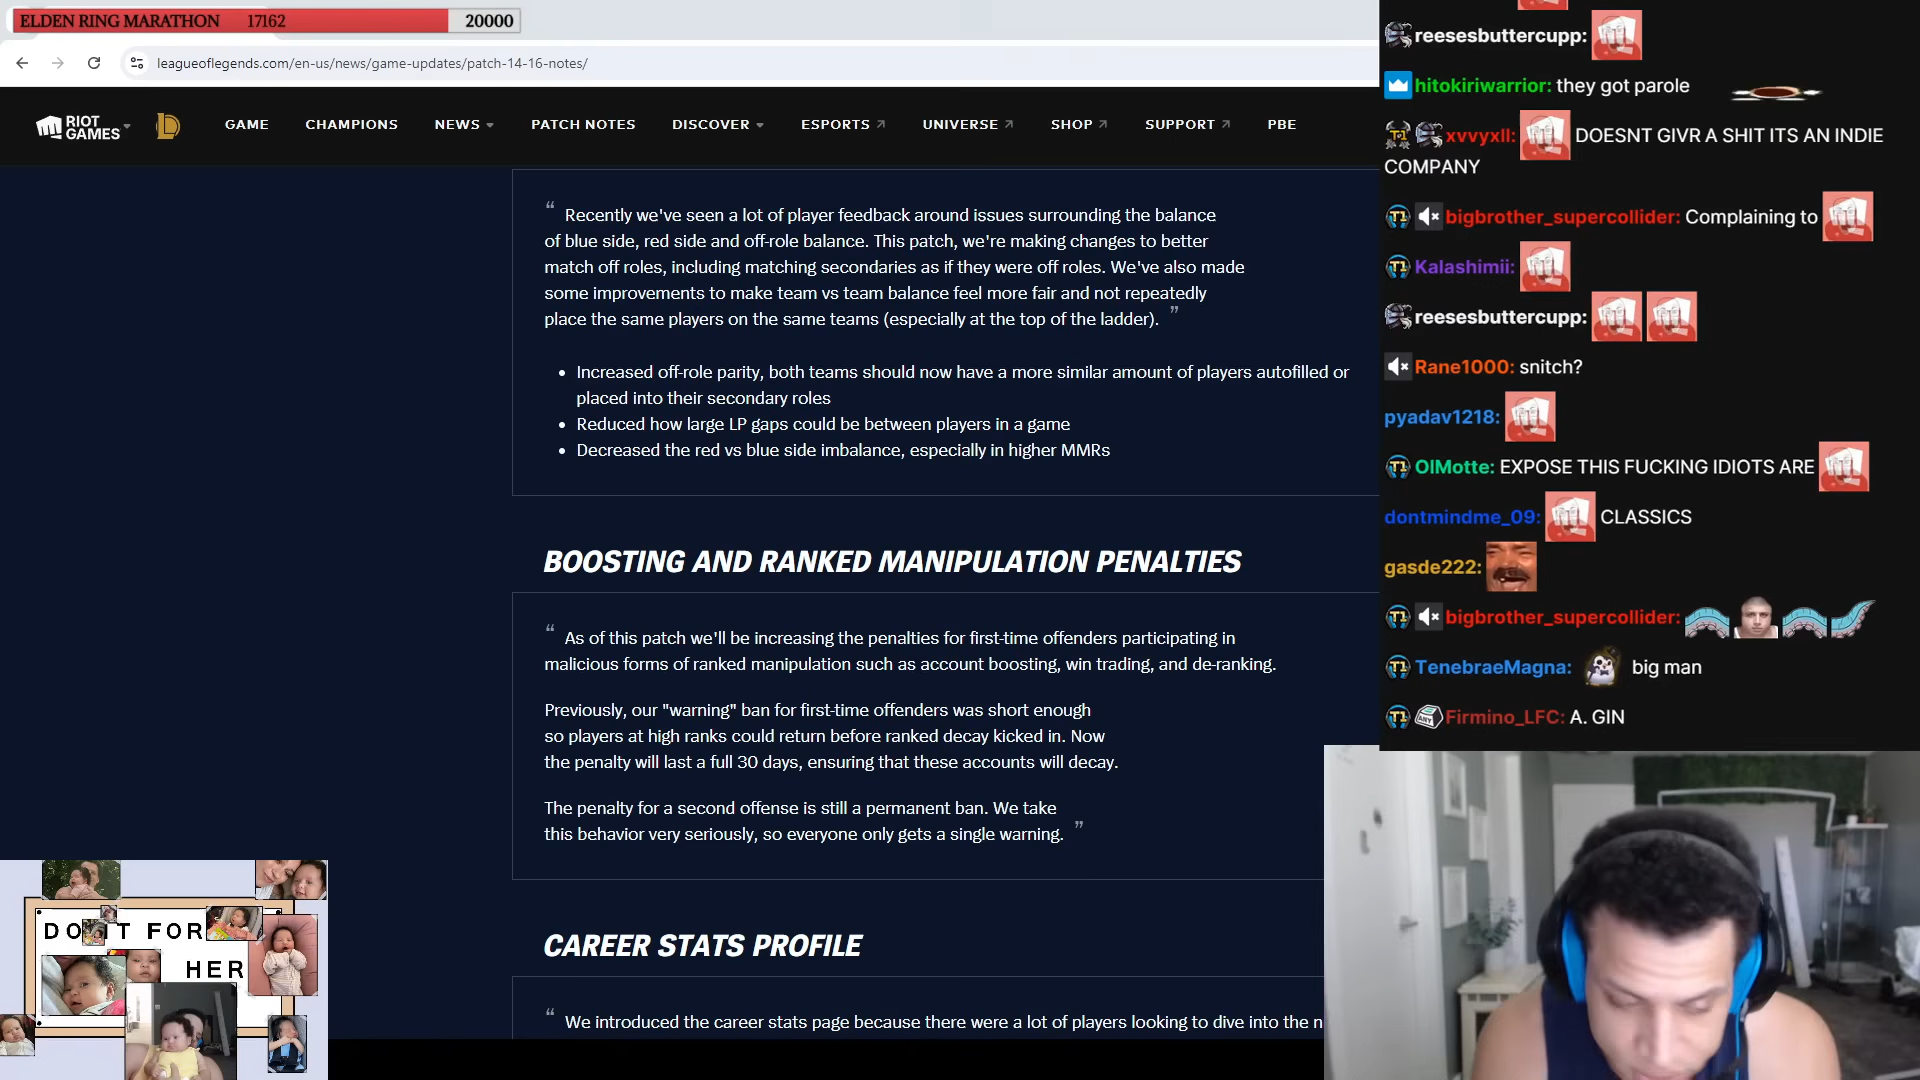 ELDEN RING MARATHON 17162 20000
leagueoflegends.com/en-us/news/game-updates/patch-14-16-notes/
RIOT GAMES
GAME CHAMPIONS NEWS PATCH NOTES DISCOVER ESPORTS UNIVERSE SHOP SUPPORT PBE
“ Recently we've seen a lot of player feedback around issues surrounding the balance
of blue side, red side and off-role balance. This patch, we're making changes to better
match off roles, including matching secondaries as if they were off roles. We've also made
some improvements to make team vs team balance feel more fair and not repeatedly
place the same players on the same teams (especially at the top of the ladder). ”
• Increased off-role parity, both teams should now have a more similar amount of players autofilled or
placed into their secondary roles
• Reduced how large LP gaps could be between players in a game
• Decreased the red vs blue side imbalance, especially in higher MMRs
BOOSTING AND RANKED MANIPULATION PENALTIES
“ As of this patch we'll be increasing the penalties for first-time offenders participating in
malicious forms of ranked manipulation such as account boosting, win trading, and de-ranking.
Previously, our "warning" ban for first-time offenders was short enough
so players at high ranks could return before ranked decay kicked in. Now
the penalty will last a full 30 days, ensuring that these accounts will decay.
The penalty for a second offense is still a permanent ban. We take
this behavior very seriously, so everyone only gets a single warning. ”
CAREER STATS PROFILE
“ We introduced the career stats page because there were a lot of players looking to dive into the n
reesesbuttercupp:
hitokiriwarrior: they got parole
xvvyxll: DOESNT GIVR A SHIT ITS AN INDIE
COMPANY
bigbrother_supercollider: Complaining to
Kalashimii:
reesesbuttercupp:
Rane1000: snitch?
pyadav1218:
OlMotte: EXPOSE THIS FUCKING IDIOTS ARE
dontmindme_09: CLASSICS
gasde222:
bigbrother_supercollider:
TenebraeMagna: big man
Firmino_LFC: A. GIN
DO IT FOR
HER